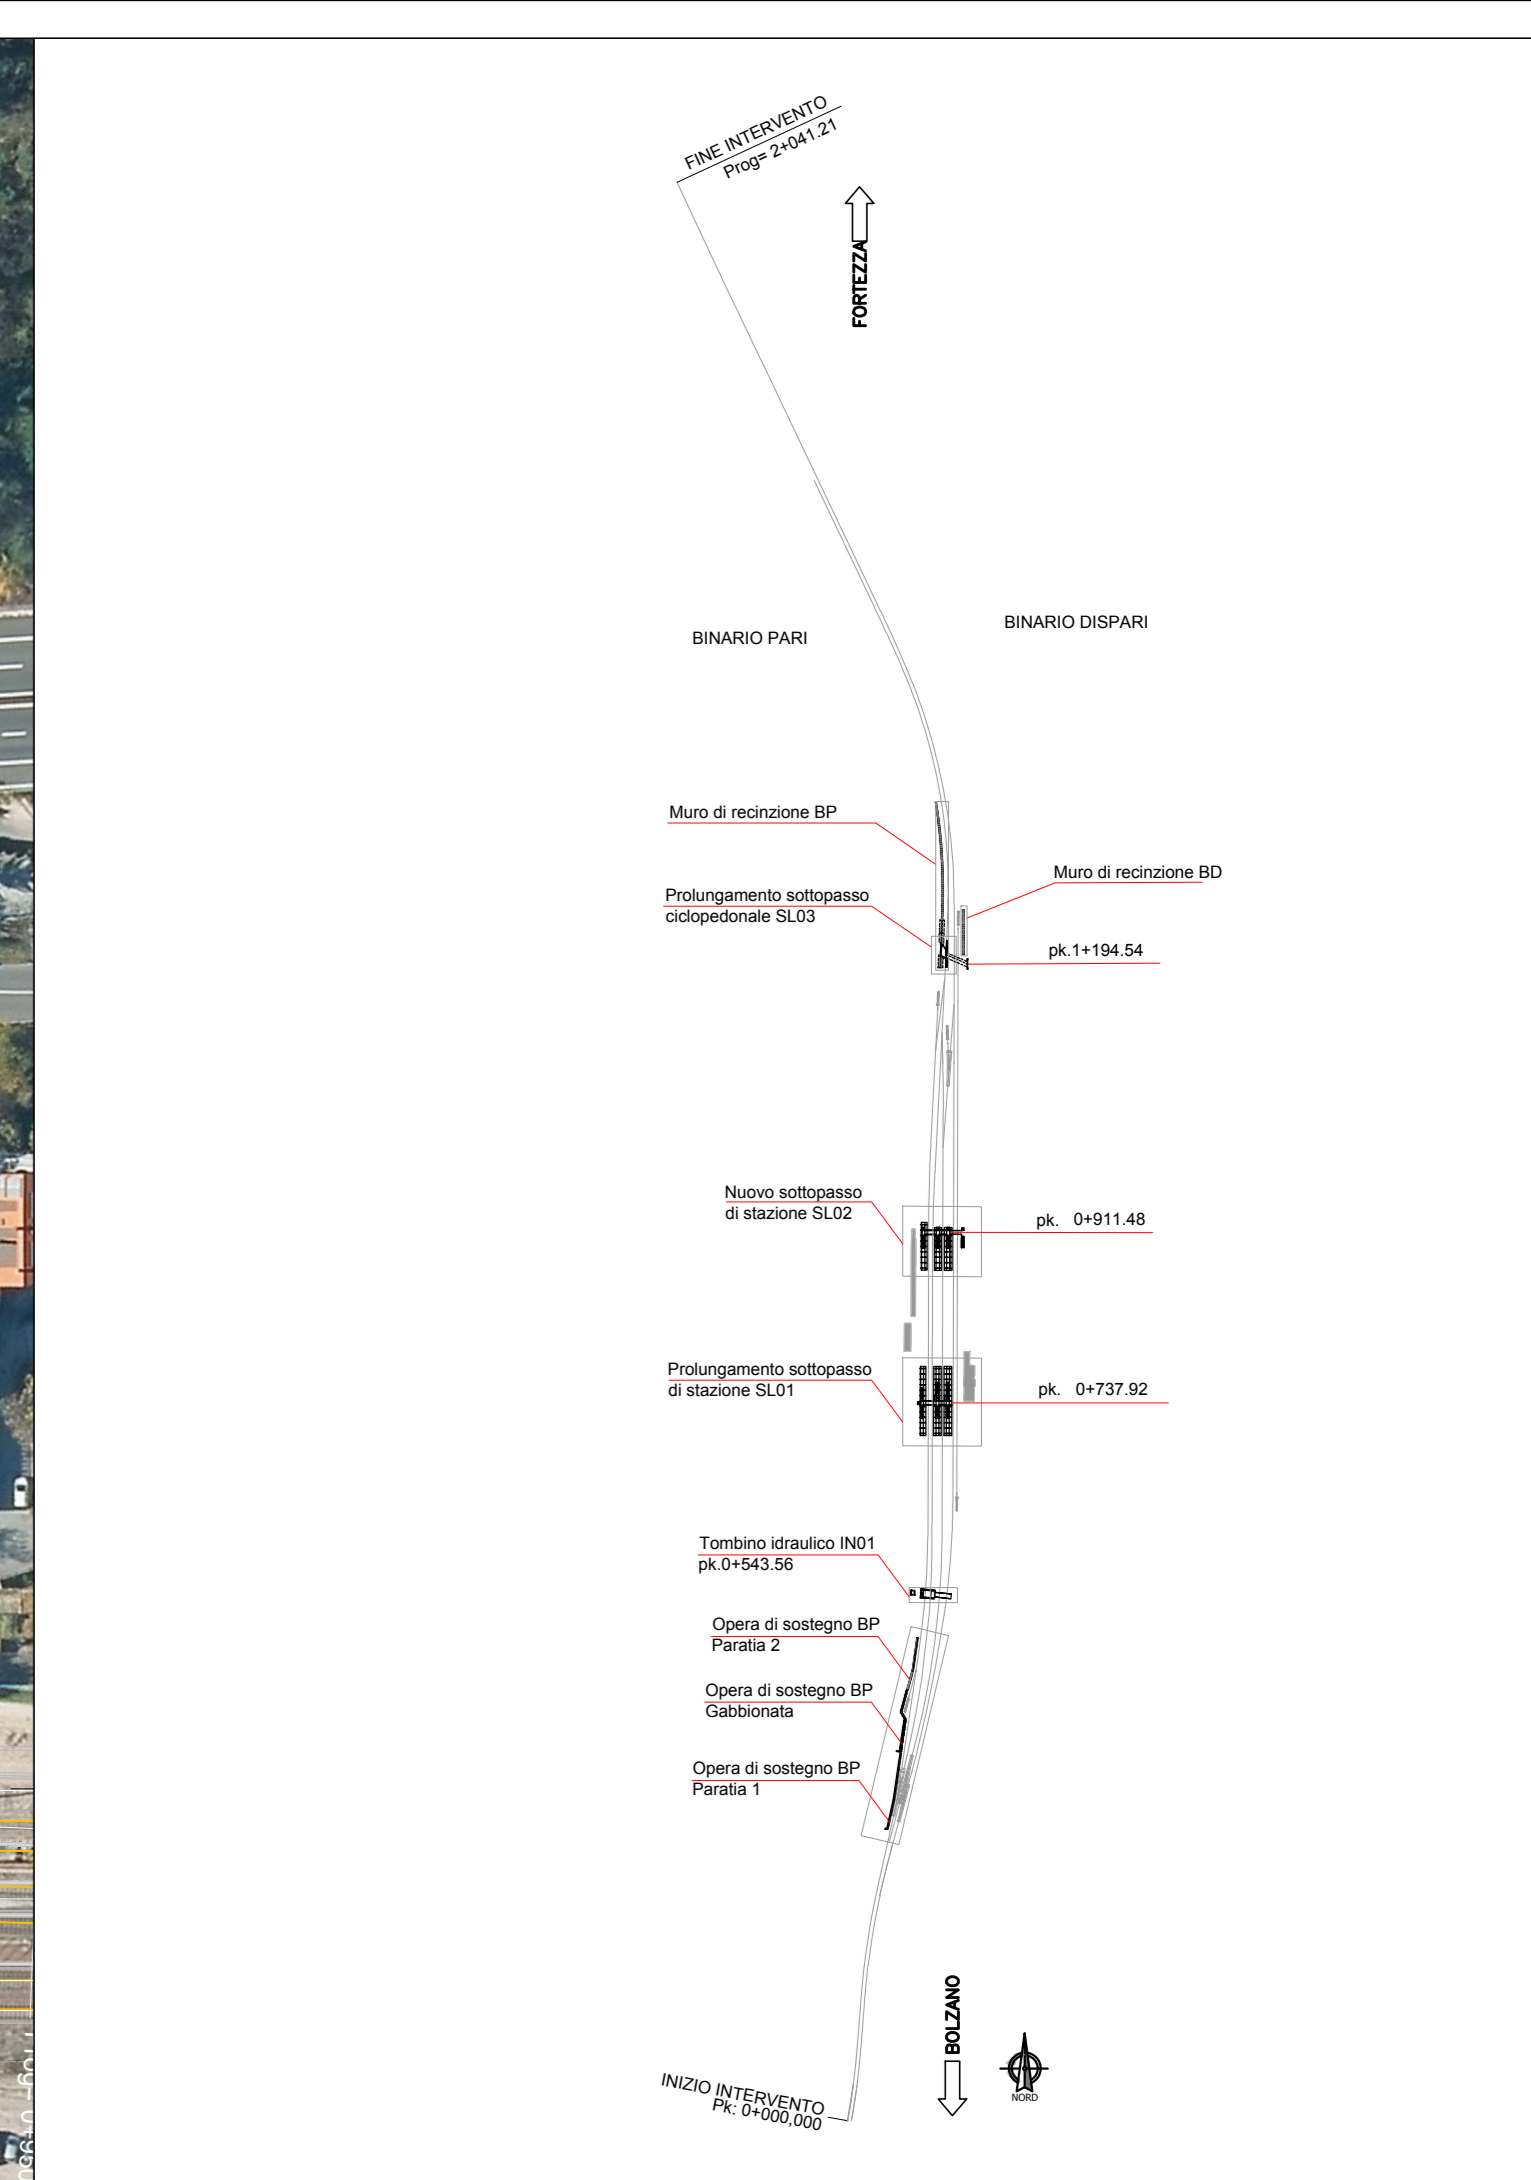 FINE INTERVENTO
Prog= 2+041.21
FORTEZZA
BINARIO PARI
BINARIO DISPARI
Muro di recinzione BP
Muro di recinzione BD
Prolungamento sottopasso
ciclopedonale SL03
pk.1+194.54
Nuovo sottopasso
di stazione SL02
pk. 0+911.48
Prolungamento sottopasso
di stazione SL01
pk. 0+737.92
Tombino idraulico IN01
pk.0+543.56
Opera di sostegno BP
Paratia 2
Opera di sostegno BP
Gabbionata
Opera di sostegno BP
Paratia 1
BOLZANO
NORD
INIZIO INTERVENTO
Pk: 0+000,000